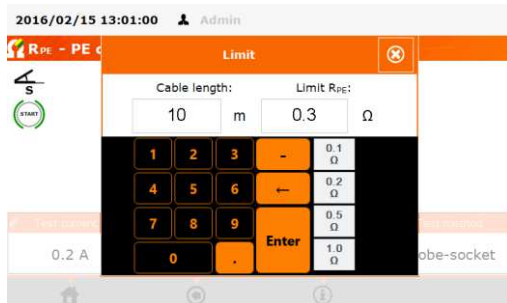 2016/02/15 13:01:00 Admin
RPE - PE
Limit
S
START
Cable length: Limit RPE:
10 m 0.3 Ω
1 2 3 - 0.1 Ω
4 5 6 ← 0.2 Ω
7 8 9 Enter 0.5 Ω
0 . 1.0 Ω
0.2 A obe-socket